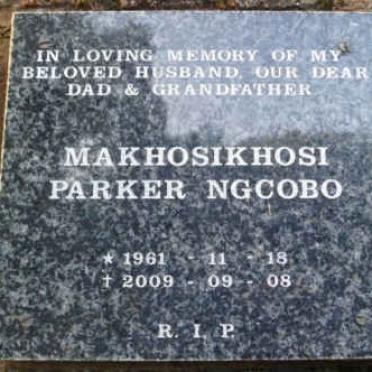 IN LOVING MEMORY OF MY
BELOVED HUSBAND, OUR DEAR
DAD & GRANDFATHER
MAKHOSIKHOSI
PARKER NGCOBO
★ 1961 - 11 - 18
✝ 2009 - 09 - 08
R. I. P.